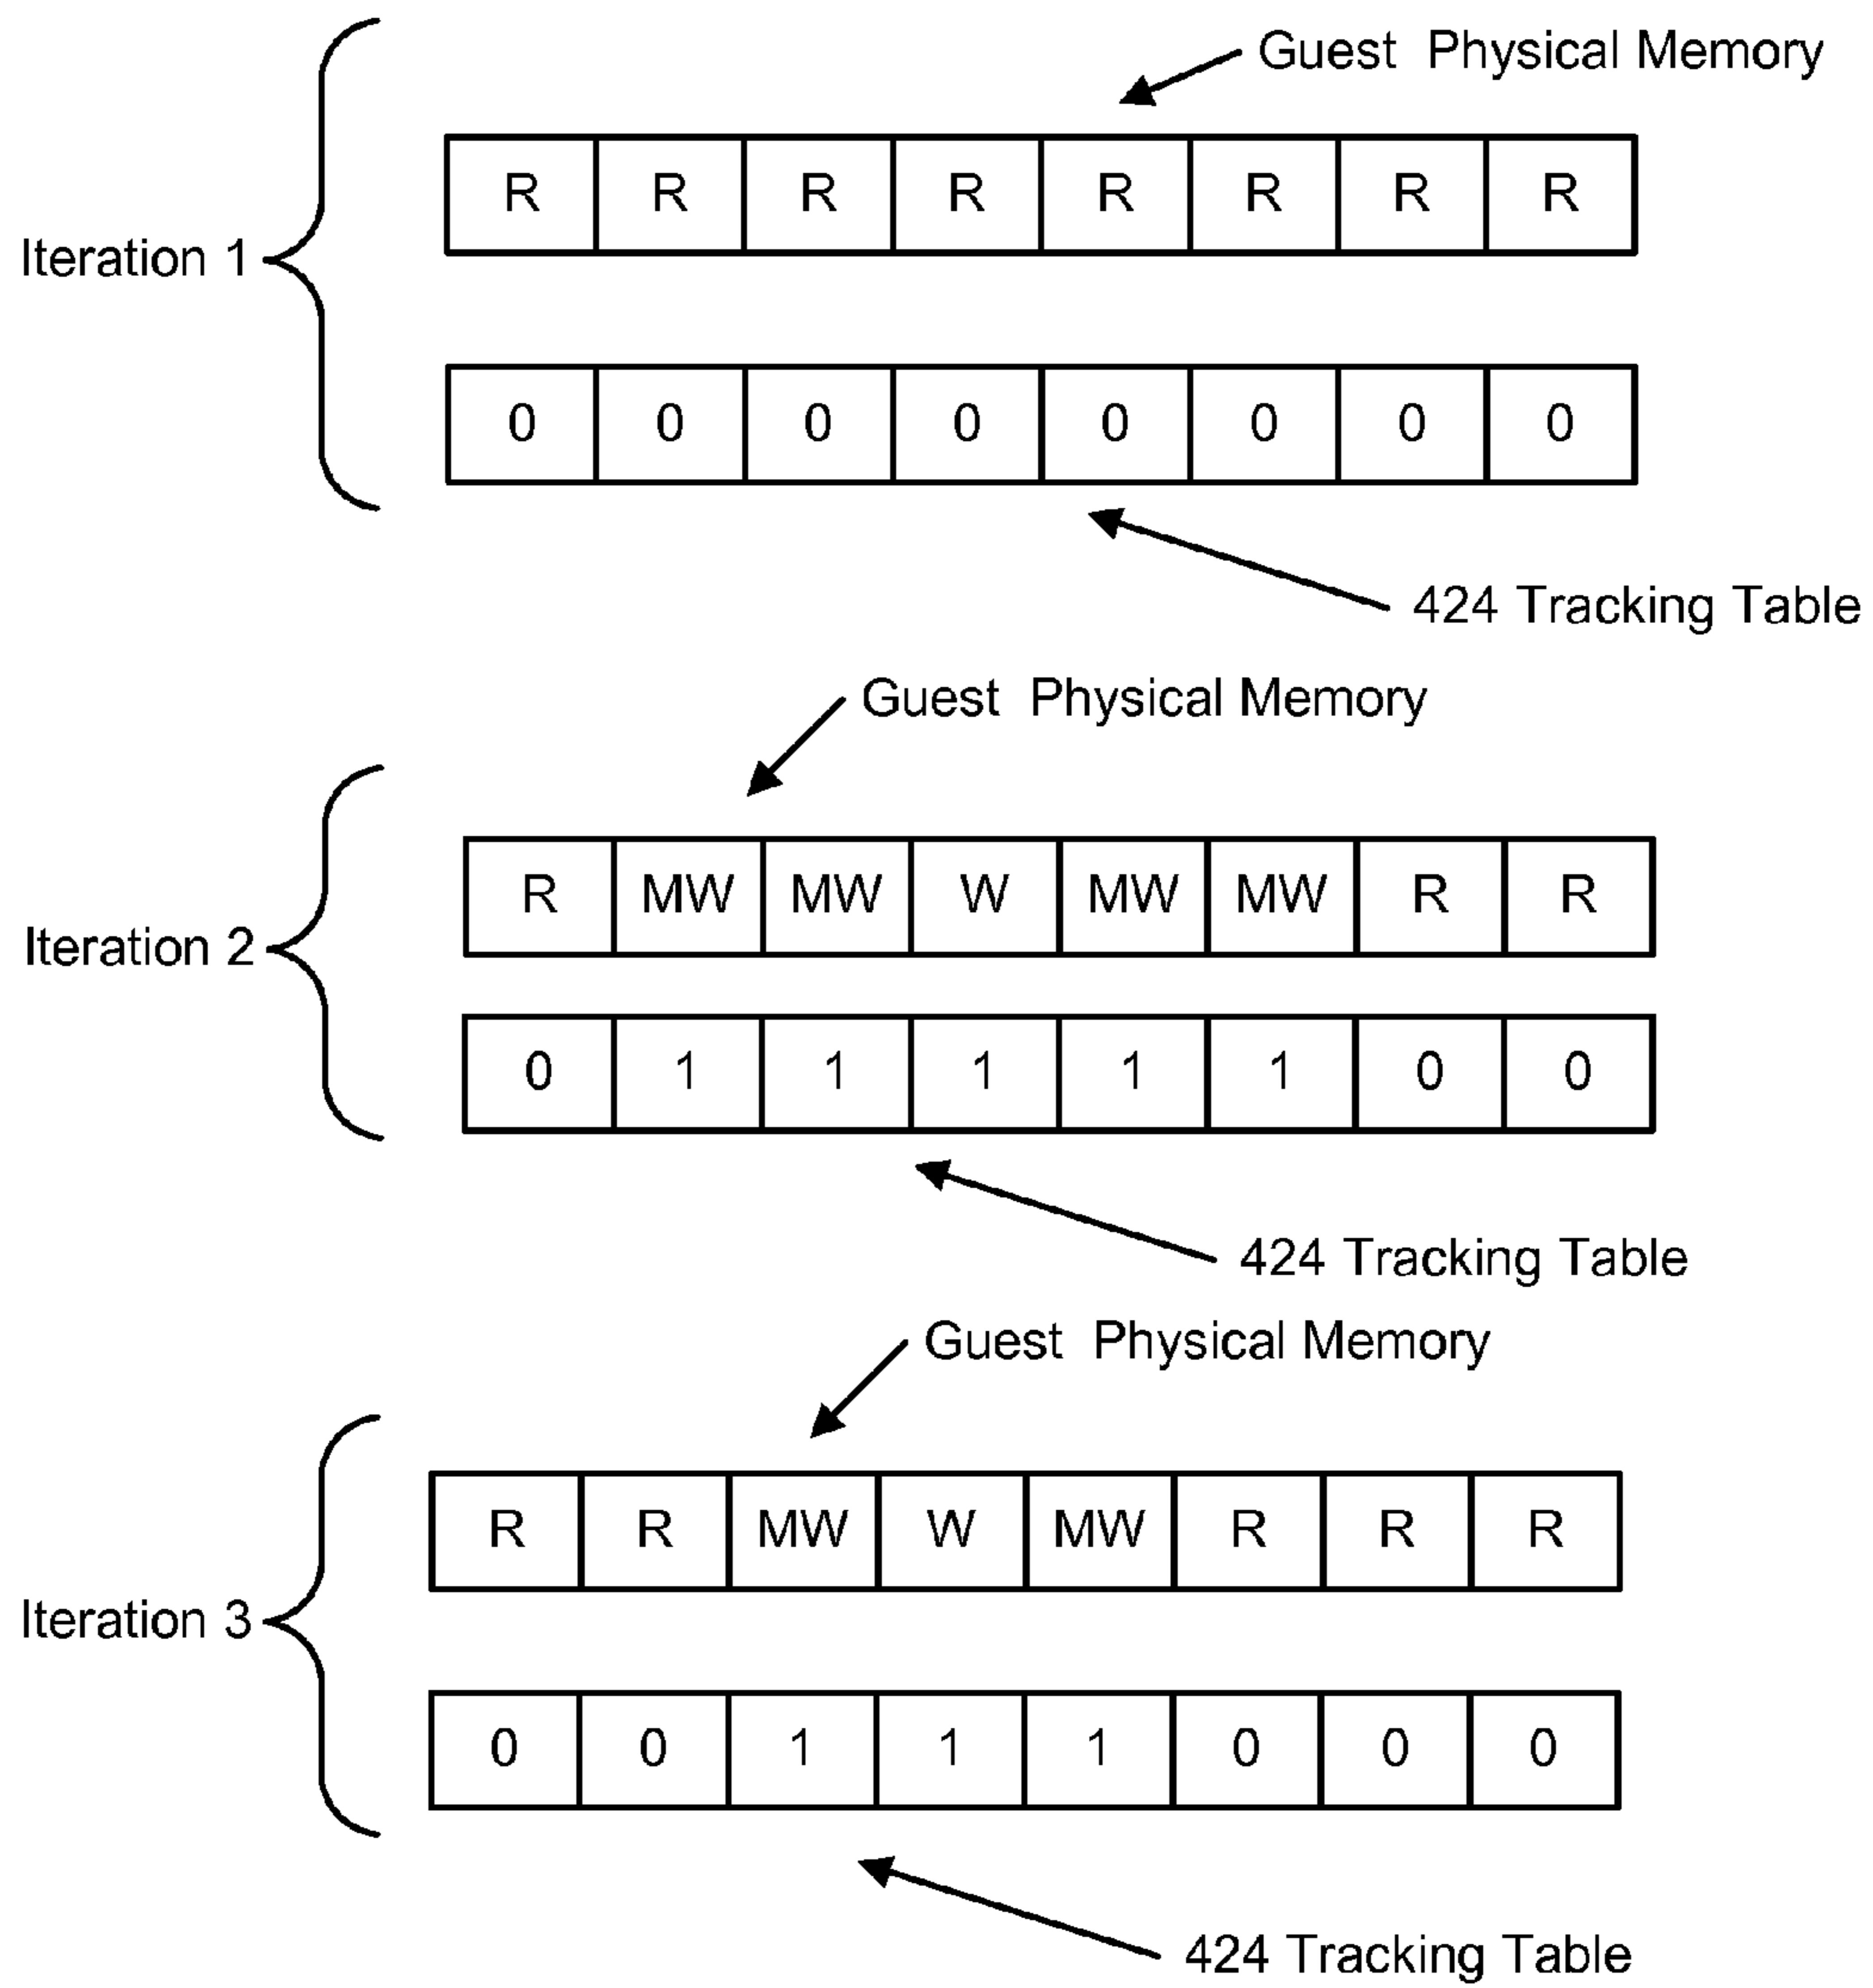 Guest Physical Memory
R R R R R R R R
Iteration 1
0 0 0 0 0 0 0 0
424 Tracking Table
Guest Physical Memory
R MW MW W MW MW R R
Iteration 2
0 1 1 1 1 1 0 0
424 Tracking Table
Guest Physical Memory
R R MW W MW R R R
Iteration 3
0 0 1 1 1 0 0 0
424 Tracking Table